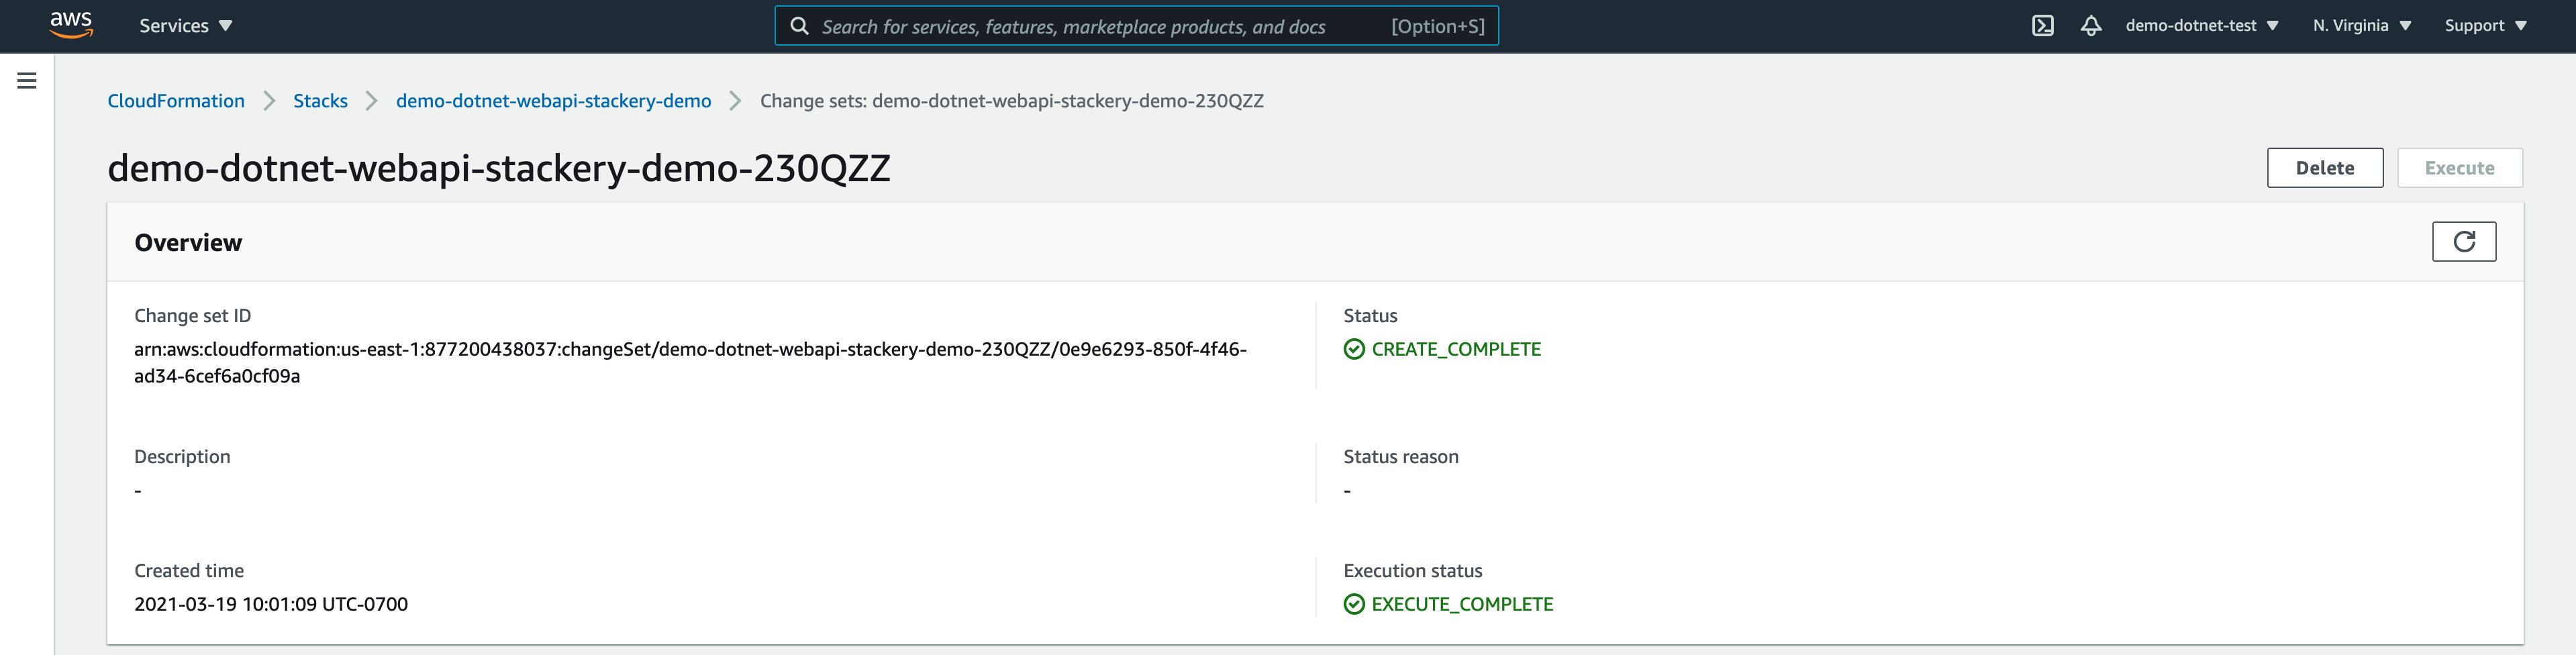 aws
Services
Search for services, features, marketplace products, and docs [Option+S]
demo-dotnet-test
N. Virginia
Support
CloudFormation
Stacks
demo-dotnet-webapi-stackery-demo
Change sets: demo-dotnet-webapi-stackery-demo-230QZZ
demo-dotnet-webapi-stackery-demo-230QZZ
Delete
Execute
Overview
Change set ID
arn:aws:cloudformation:us-east-1:877200438037:changeSet/demo-dotnet-webapi-stackery-demo-230QZZ/0e9e6293-850f-4f46-
ad34-6cef6a0cf09a
Status
CREATE_COMPLETE
Description
-
Status reason
-
Created time
2021-03-19 10:01:09 UTC-0700
Execution status
EXECUTE_COMPLETE